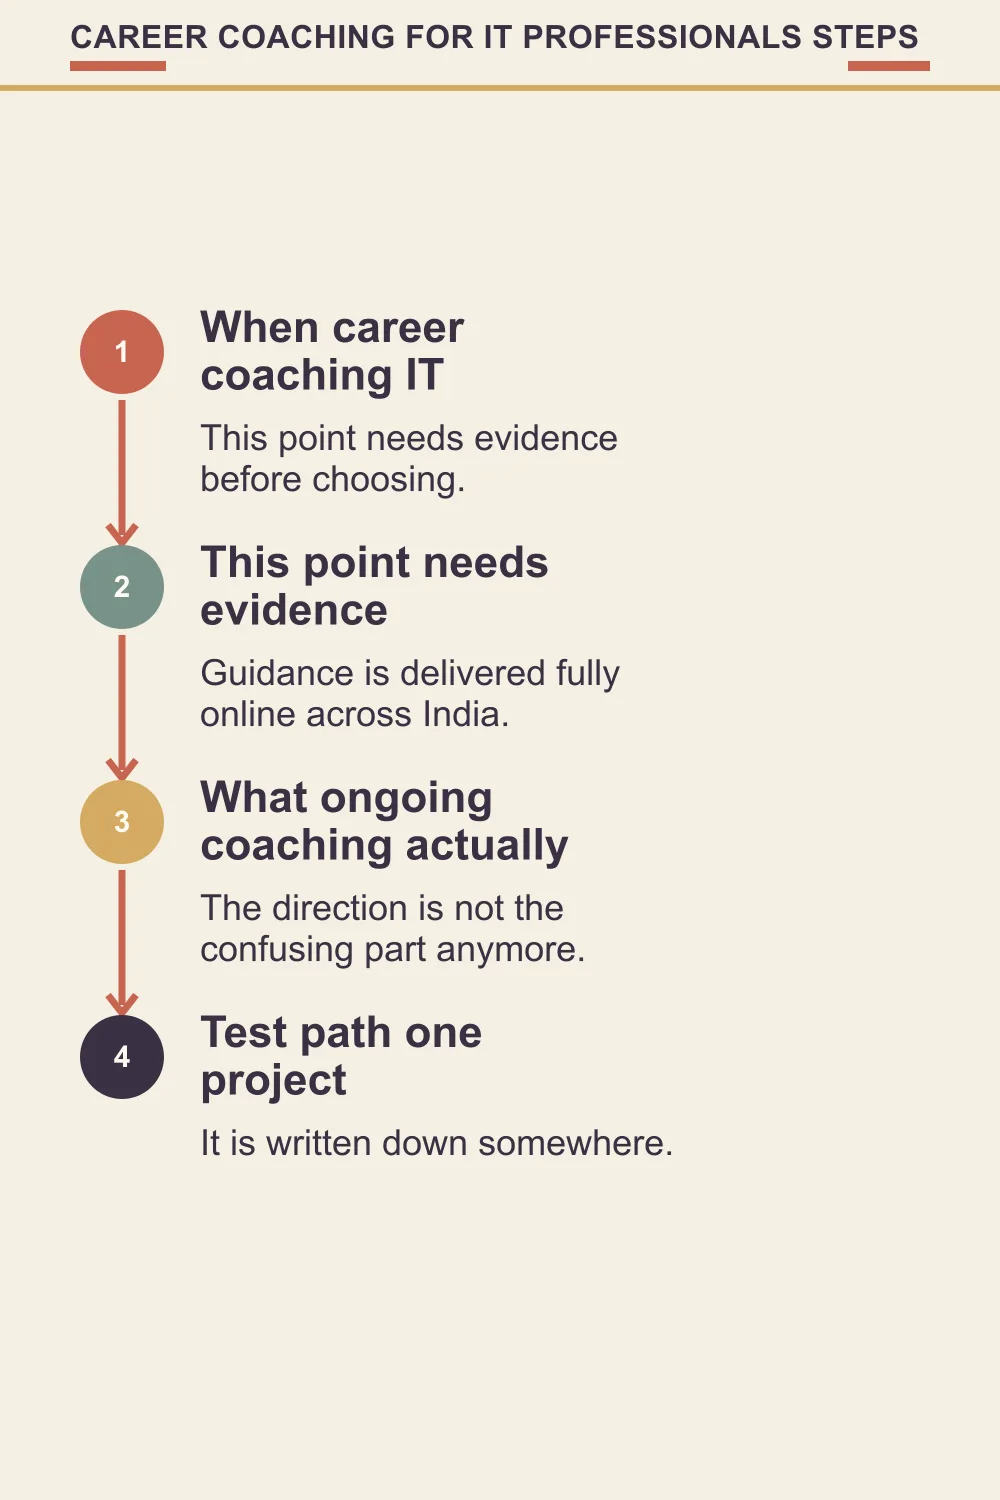 CAREER COACHING FOR IT PROFESSIONALS STEPS
1
When career
coaching IT
This point needs evidence
before choosing.
2
This point needs
evidence
Guidance is delivered fully
online across India.
3
What ongoing
coaching actually
The direction is not the
confusing part anymore.
4
Test path one
project
It is written down somewhere.